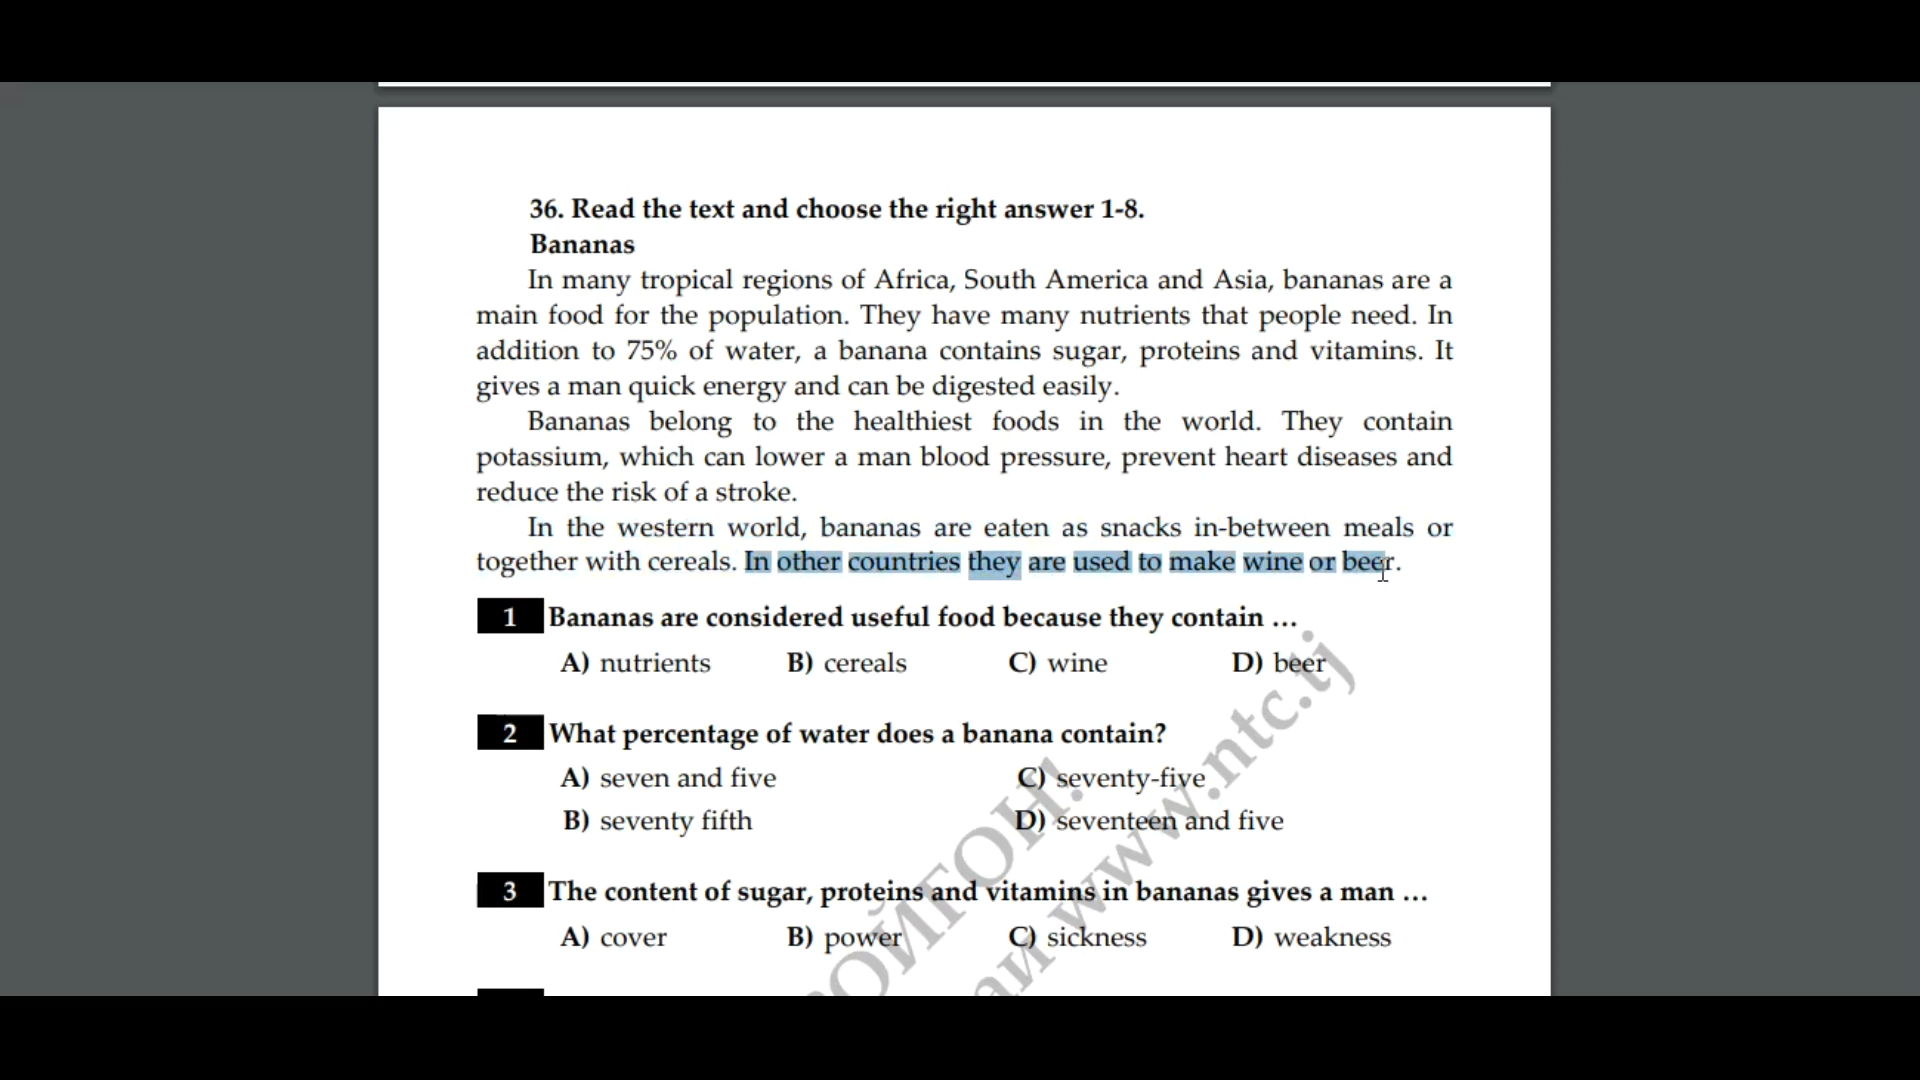 36. Read the text and choose the right answer 1-8.
Bananas
In many tropical regions of Africa, South America and Asia, bananas are a
main food for the population. They have many nutrients that people need. In
addition to 75% of water, a banana contains sugar, proteins and vitamins. It
gives a man quick energy and can be digested easily.
Bananas belong to the healthiest foods in the world. They contain
potassium, which can lower a man blood pressure, prevent heart diseases and
reduce the risk of a stroke.
In the western world, bananas are eaten as snacks in-between meals or
together with cereals. In other countries they are used to make wine or beer.
1 Bananas are considered useful food because they contain …
A) nutrients B) cereals C) wine D) beer
2 What percentage of water does a banana contain?
A) seven and five C) seventy-five
B) seventy fifth D) seventeen and five
3 The content of sugar, proteins and vitamins in bananas gives a man …
A) cover B) power C) sickness D) weakness
www.ntc.tj